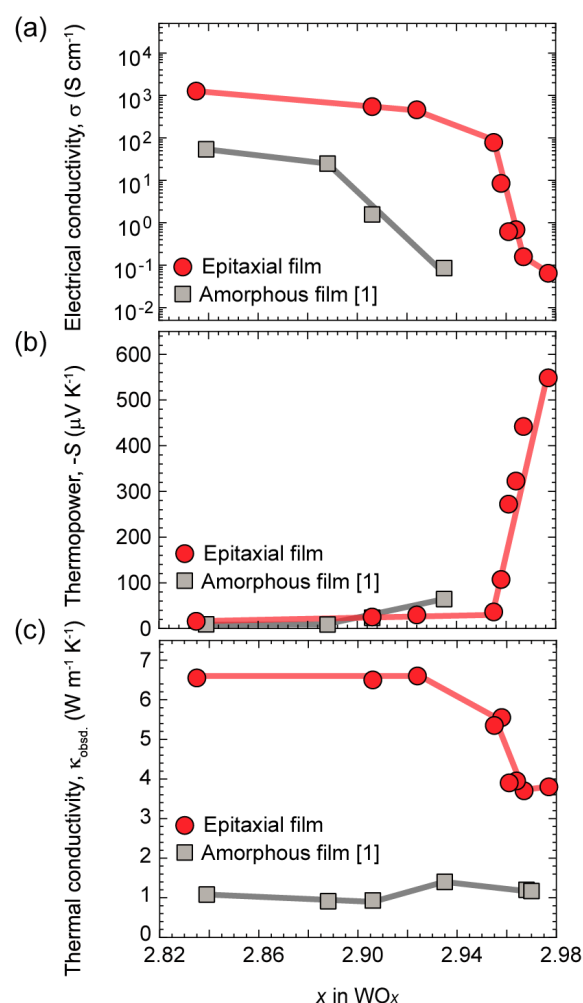 (a)
Electrical conductivity, σ (S cm⁻¹)
10⁴
10³
10²
10¹
10⁰
10⁻¹
10⁻²
Epitaxial film
Amorphous film [1]
(b)
Thermopower, -S (μV K⁻¹)
600
500
400
300
200
100
0
Epitaxial film
Amorphous film [1]
(c)
Thermal conductivity, κobsd. (W m⁻¹ K⁻¹)
7
6
5
4
3
2
1
0
Epitaxial film
Amorphous film [1]
2.82 2.86 2.90 2.94 2.98
x in WOx